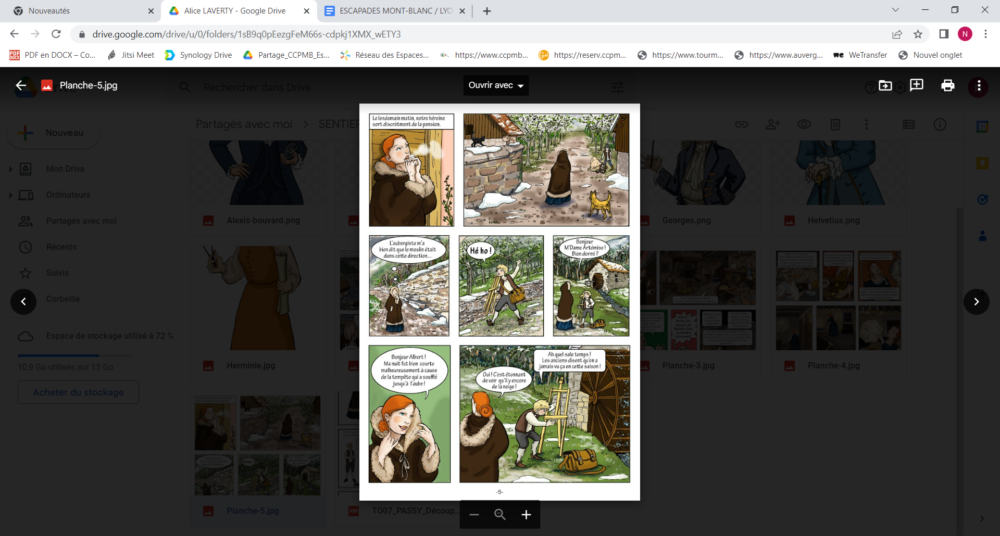 Nouveautés
Alice LAVERTY - Google Drive
ESCAPADES MONT-BLANC / LYO
drive.google.com/drive/u/0/folders/1sB9q0pEezgFeM66s-cdpkj1XMX_wETY3
N
PDF en DOCX – Co...
Jitsi Meet
Synology Drive
Partage_CCPMB_Es...
Réseau des Espaces...
https://www.ccpmb...
https://reserv.ccpm...
https://www.tourm...
https://www.auverg...
WeTransfer
Nouvel onglet
Planche-5.jpg
Rechercher dans Drive
Ouvrir avec
Nouveau
Partagés avec moi > SENTIER
Mon Drive
Ordinateurs
Partagés avec moi
Récents
Suivis
Corbeille
Espace de stockage utilisé à 72 %
10,9 Go utilisés sur 15 Go
Acheter du stockage
Alexis-bouvard.png
Georges.png
Helvetius.png
Herminie.jpg
Planche-3.jpg
Planche-4.jpg
Planche-5.jpg
PDF
TO07_PASSY_Découp...
Le lendemain matin, notre héroïne
sort discrètment de la pension.
L'aubergiste m'a
bien dit que le moulin était
dans cette direction...
Hé ho !
Bonjour
M'Dame Artémise !
Bien dormi ?
Bonjour Albert !
Ma nuit fut bien courte
malheureusement à cause
de la tempête qui a soufflé
jusqu'à l'aube !
Ah quel sale temps !
Les anciens disent qu'on a
jamais vu ça en cette saison !
Oui ! C'est étonnant
de voir qu'il y encore
de la neige !
-5-